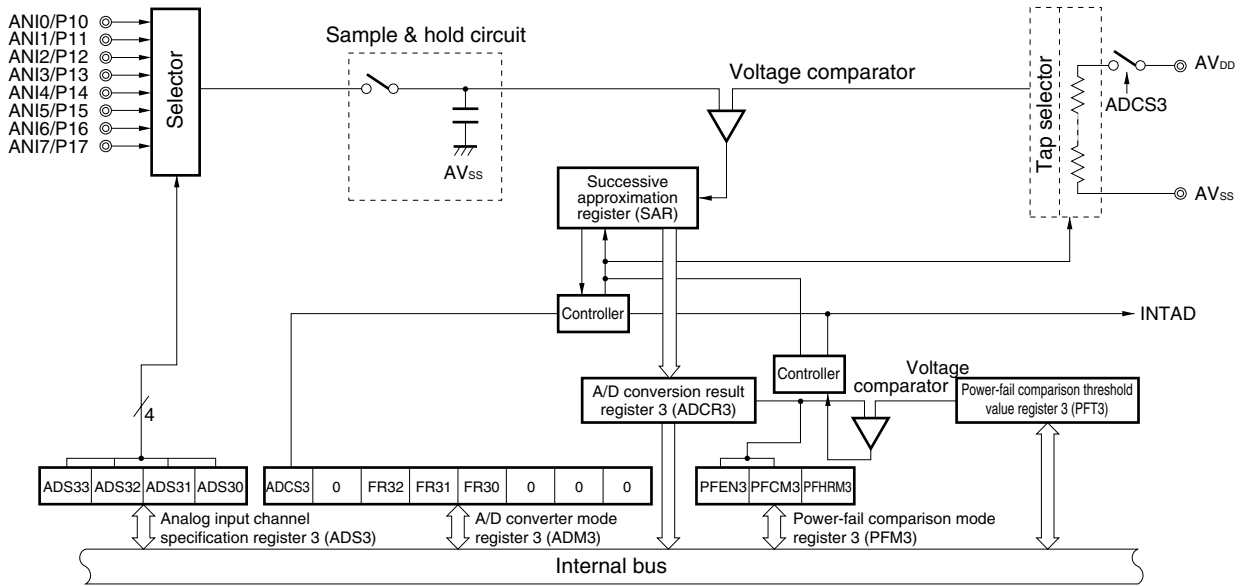 ANI0/P10
ANI1/P11
ANI2/P12
ANI3/P13
ANI4/P14
ANI5/P15
ANI6/P16
ANI7/P17
Selector
Sample & hold circuit
AVSS
Voltage comparator
Tap selector
ADCS3
AVDD
AVSS
Successive
approximation
register (SAR)
Controller
INTAD
Controller
Voltage
comparator
A/D conversion result
register 3 (ADCR3)
Power-fail comparison threshold
value register 3 (PFT3)
4
ADS33 ADS32 ADS31 ADS30
ADCS3 0 FR32 FR31 FR30 0 0 0
PFEN3 PFCM3 PFHRM3
Analog input channel
specification register 3 (ADS3)
A/D converter mode
register 3 (ADM3)
Power-fail comparison mode
register 3 (PFM3)
Internal bus